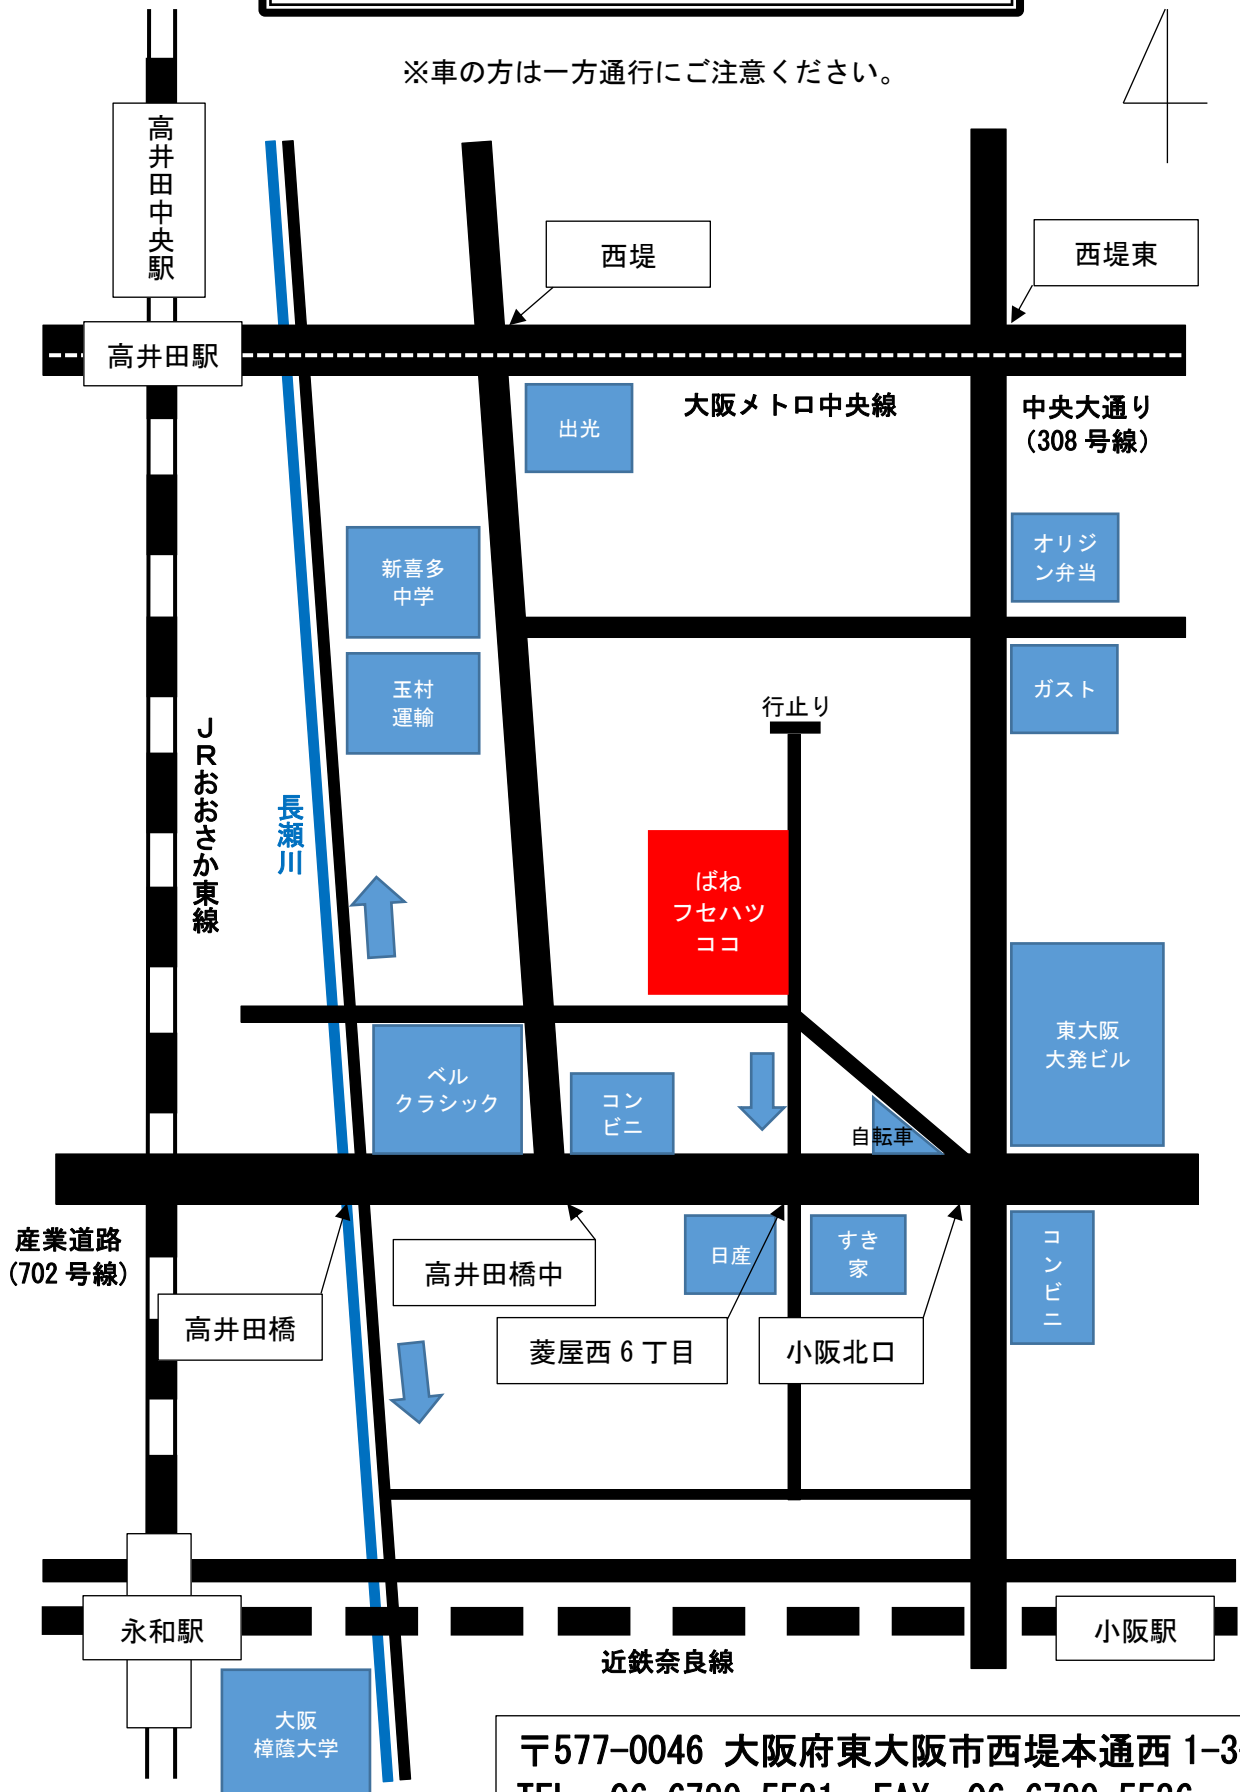 ※車の方は一方通行にご注意ください。
高井田中央駅
西堤
西堤東
高井田駅
大阪メトロ中央線
中央大通り
(308 号線)
出光
オリジ
ン弁当
新喜多
中学
玉村
運輸
ガスト
行止り
JRおおさか東線
長瀬川
ばね
フセハツ
ココ
東大阪
大発ビル
ベル
クラシック
コン
ビニ
自転車
産業道路
(702 号線)
高井田橋中
日産
すき
家
コンビニ
高井田橋
菱屋西 6 丁目
小阪北口
永和駅
小阪駅
近鉄奈良線
大阪
樟蔭大学
〒577-0046 大阪府東大阪市西堤本通西 1-3-